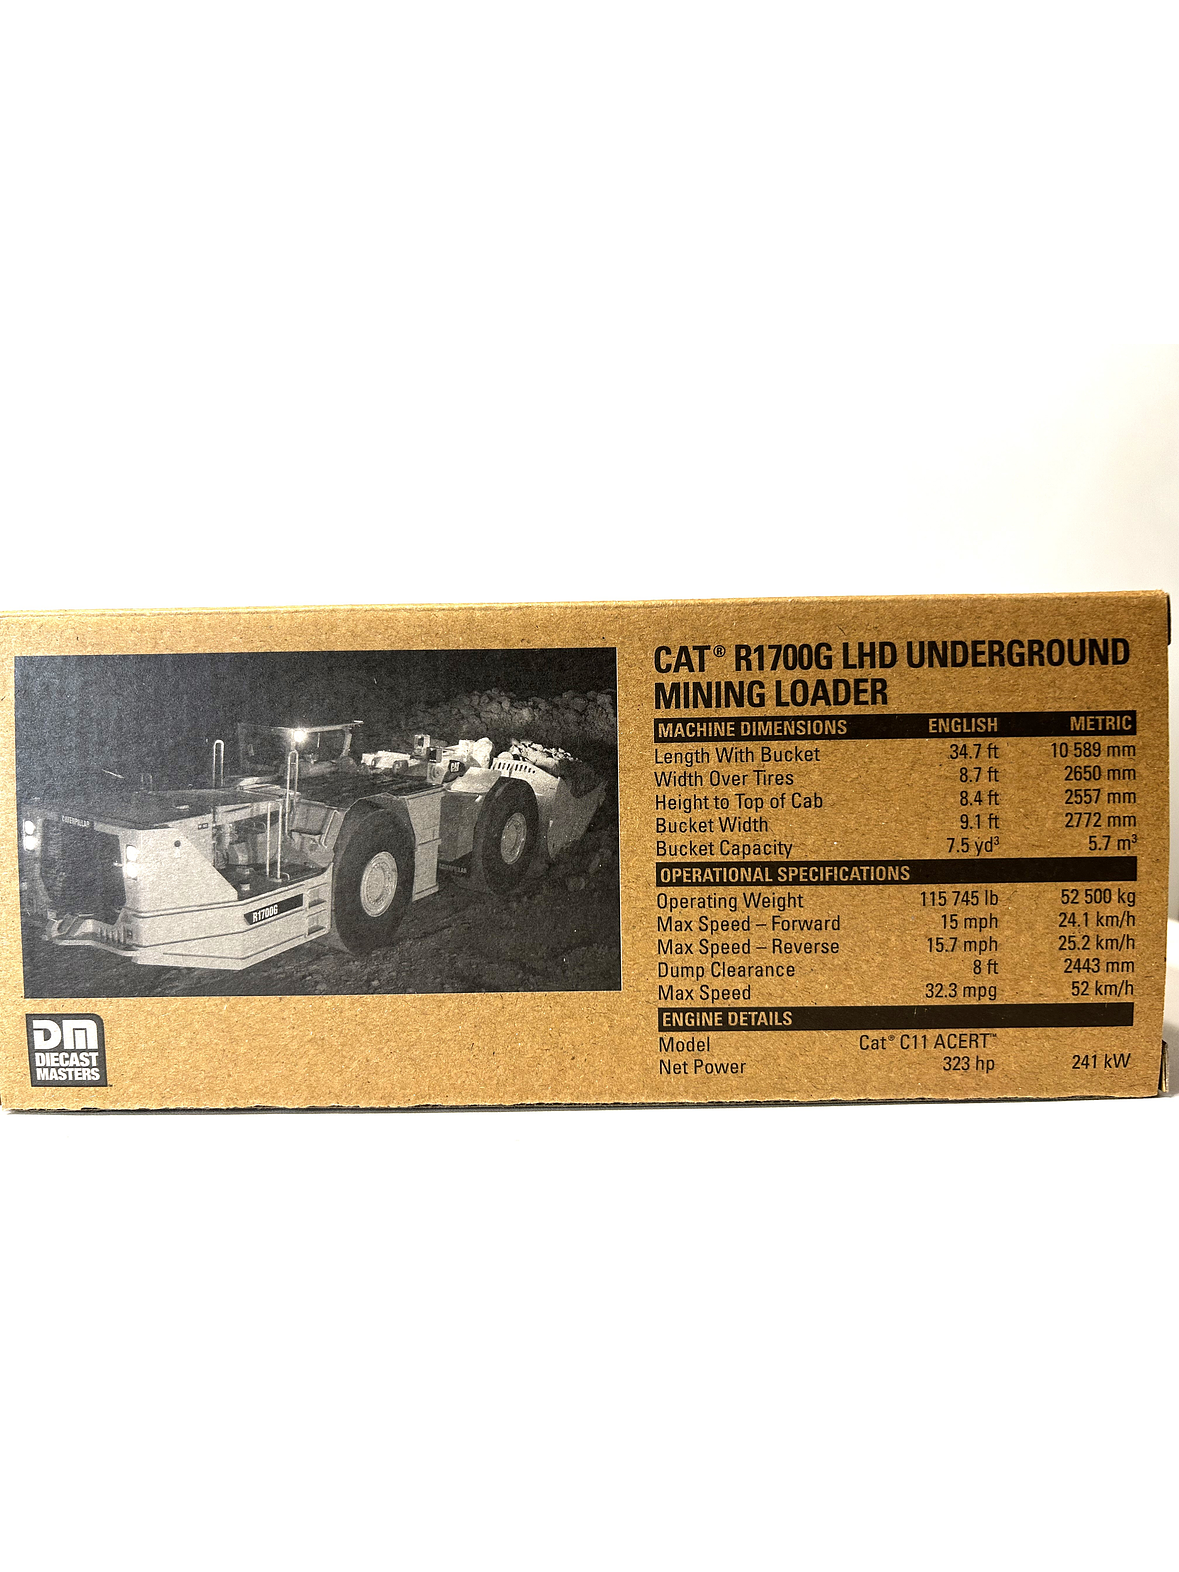 CAT® R1700G LHD UNDERGROUND
MINING LOADER
MACHINE DIMENSIONS ENGLISH METRIC
Length With Bucket 34.7 ft 10 589 mm
Width Over Tires 8.7 ft 2650 mm
Height to Top of Cab 8.4 ft 2557 mm
Bucket Width 9.1 ft 2772 mm
Bucket Capacity 7.5 yd³ 5.7 m³
OPERATIONAL SPECIFICATIONS
Operating Weight 115 745 lb 52 500 kg
Max Speed – Forward 15 mph 24.1 km/h
Max Speed – Reverse 15.7 mph 25.2 km/h
Dump Clearance 8 ft 2443 mm
Max Speed 32.3 mpg 52 km/h
ENGINE DETAILS
Model Cat® C11 ACERT™
Net Power 323 hp 241 kW
CATERPILLAR
CAT
CATERPILLAR
R1700G
DM
DIECAST
MASTERS